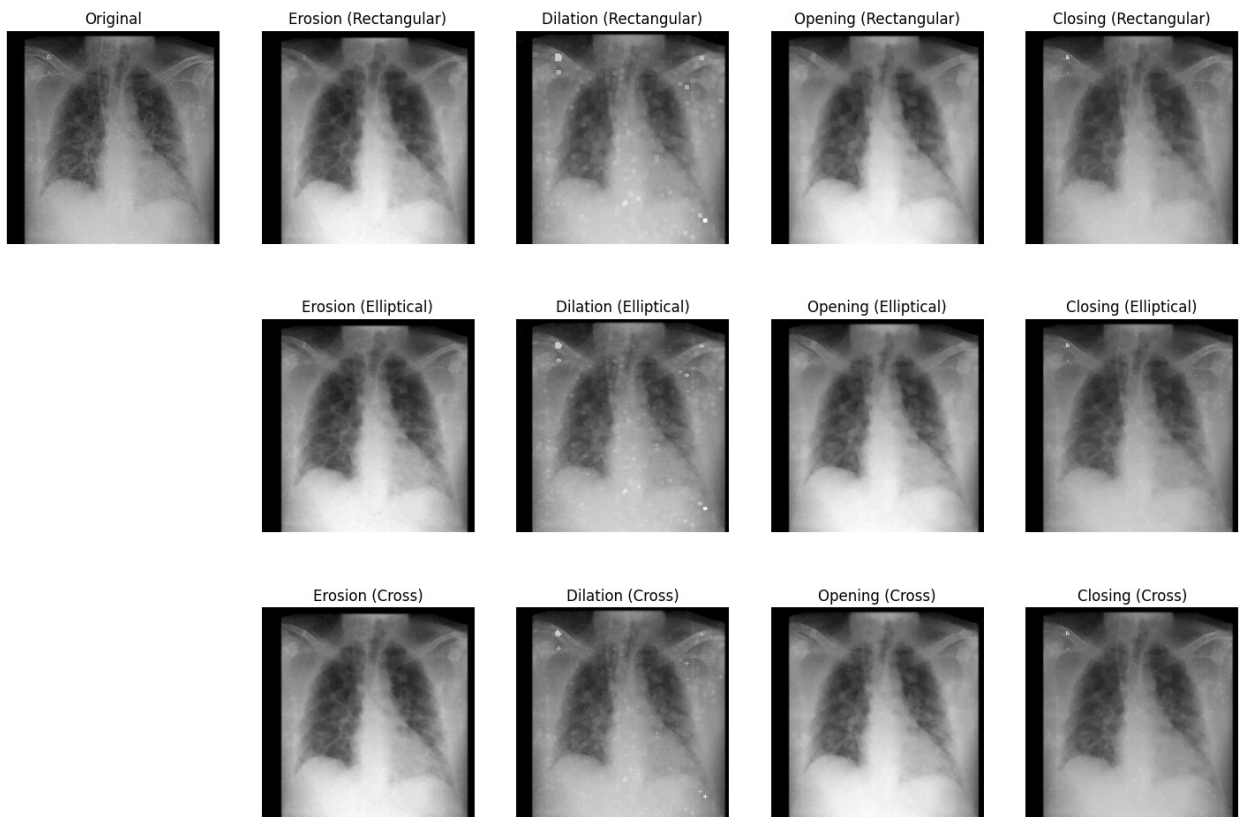 Original
Erosion (Rectangular)
Dilation (Rectangular)
Opening (Rectangular)
Closing (Rectangular)
Erosion (Elliptical)
Dilation (Elliptical)
Opening (Elliptical)
Closing (Elliptical)
Erosion (Cross)
Dilation (Cross)
Opening (Cross)
Closing (Cross)